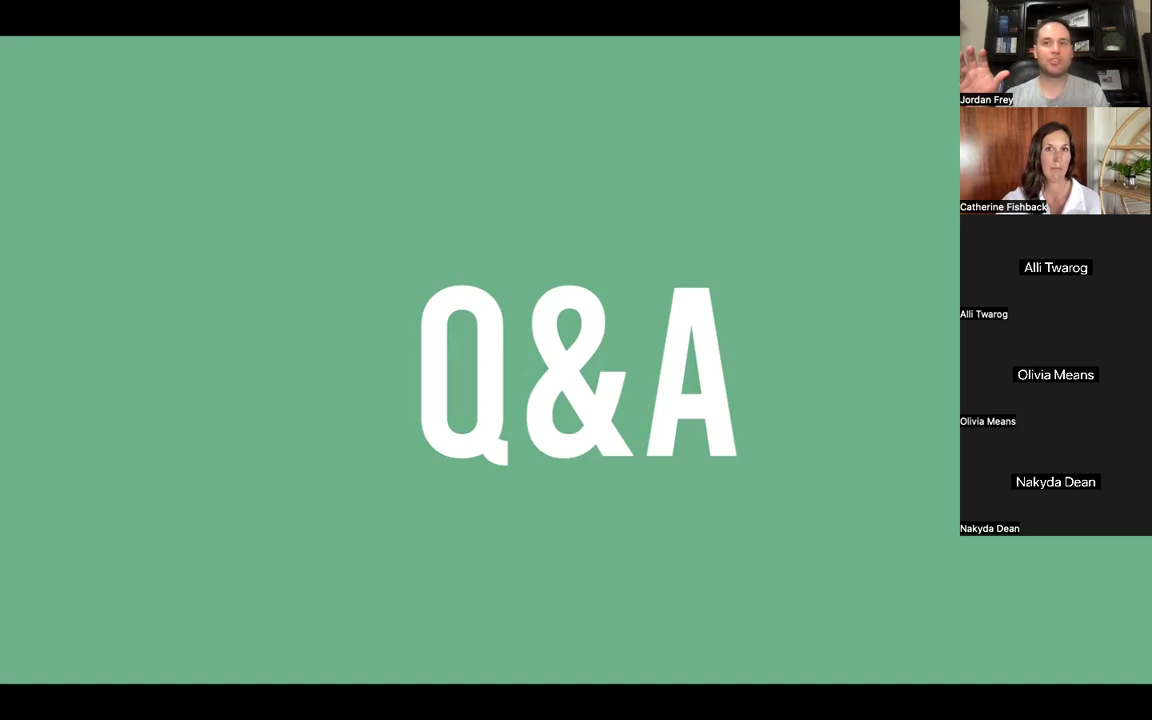 Q&A
Jordan Frey
Catherine Fishback
Alli Twarog
Alli Twarog
Olivia Means
Olivia Means
Nakyda Dean
Nakyda Dean